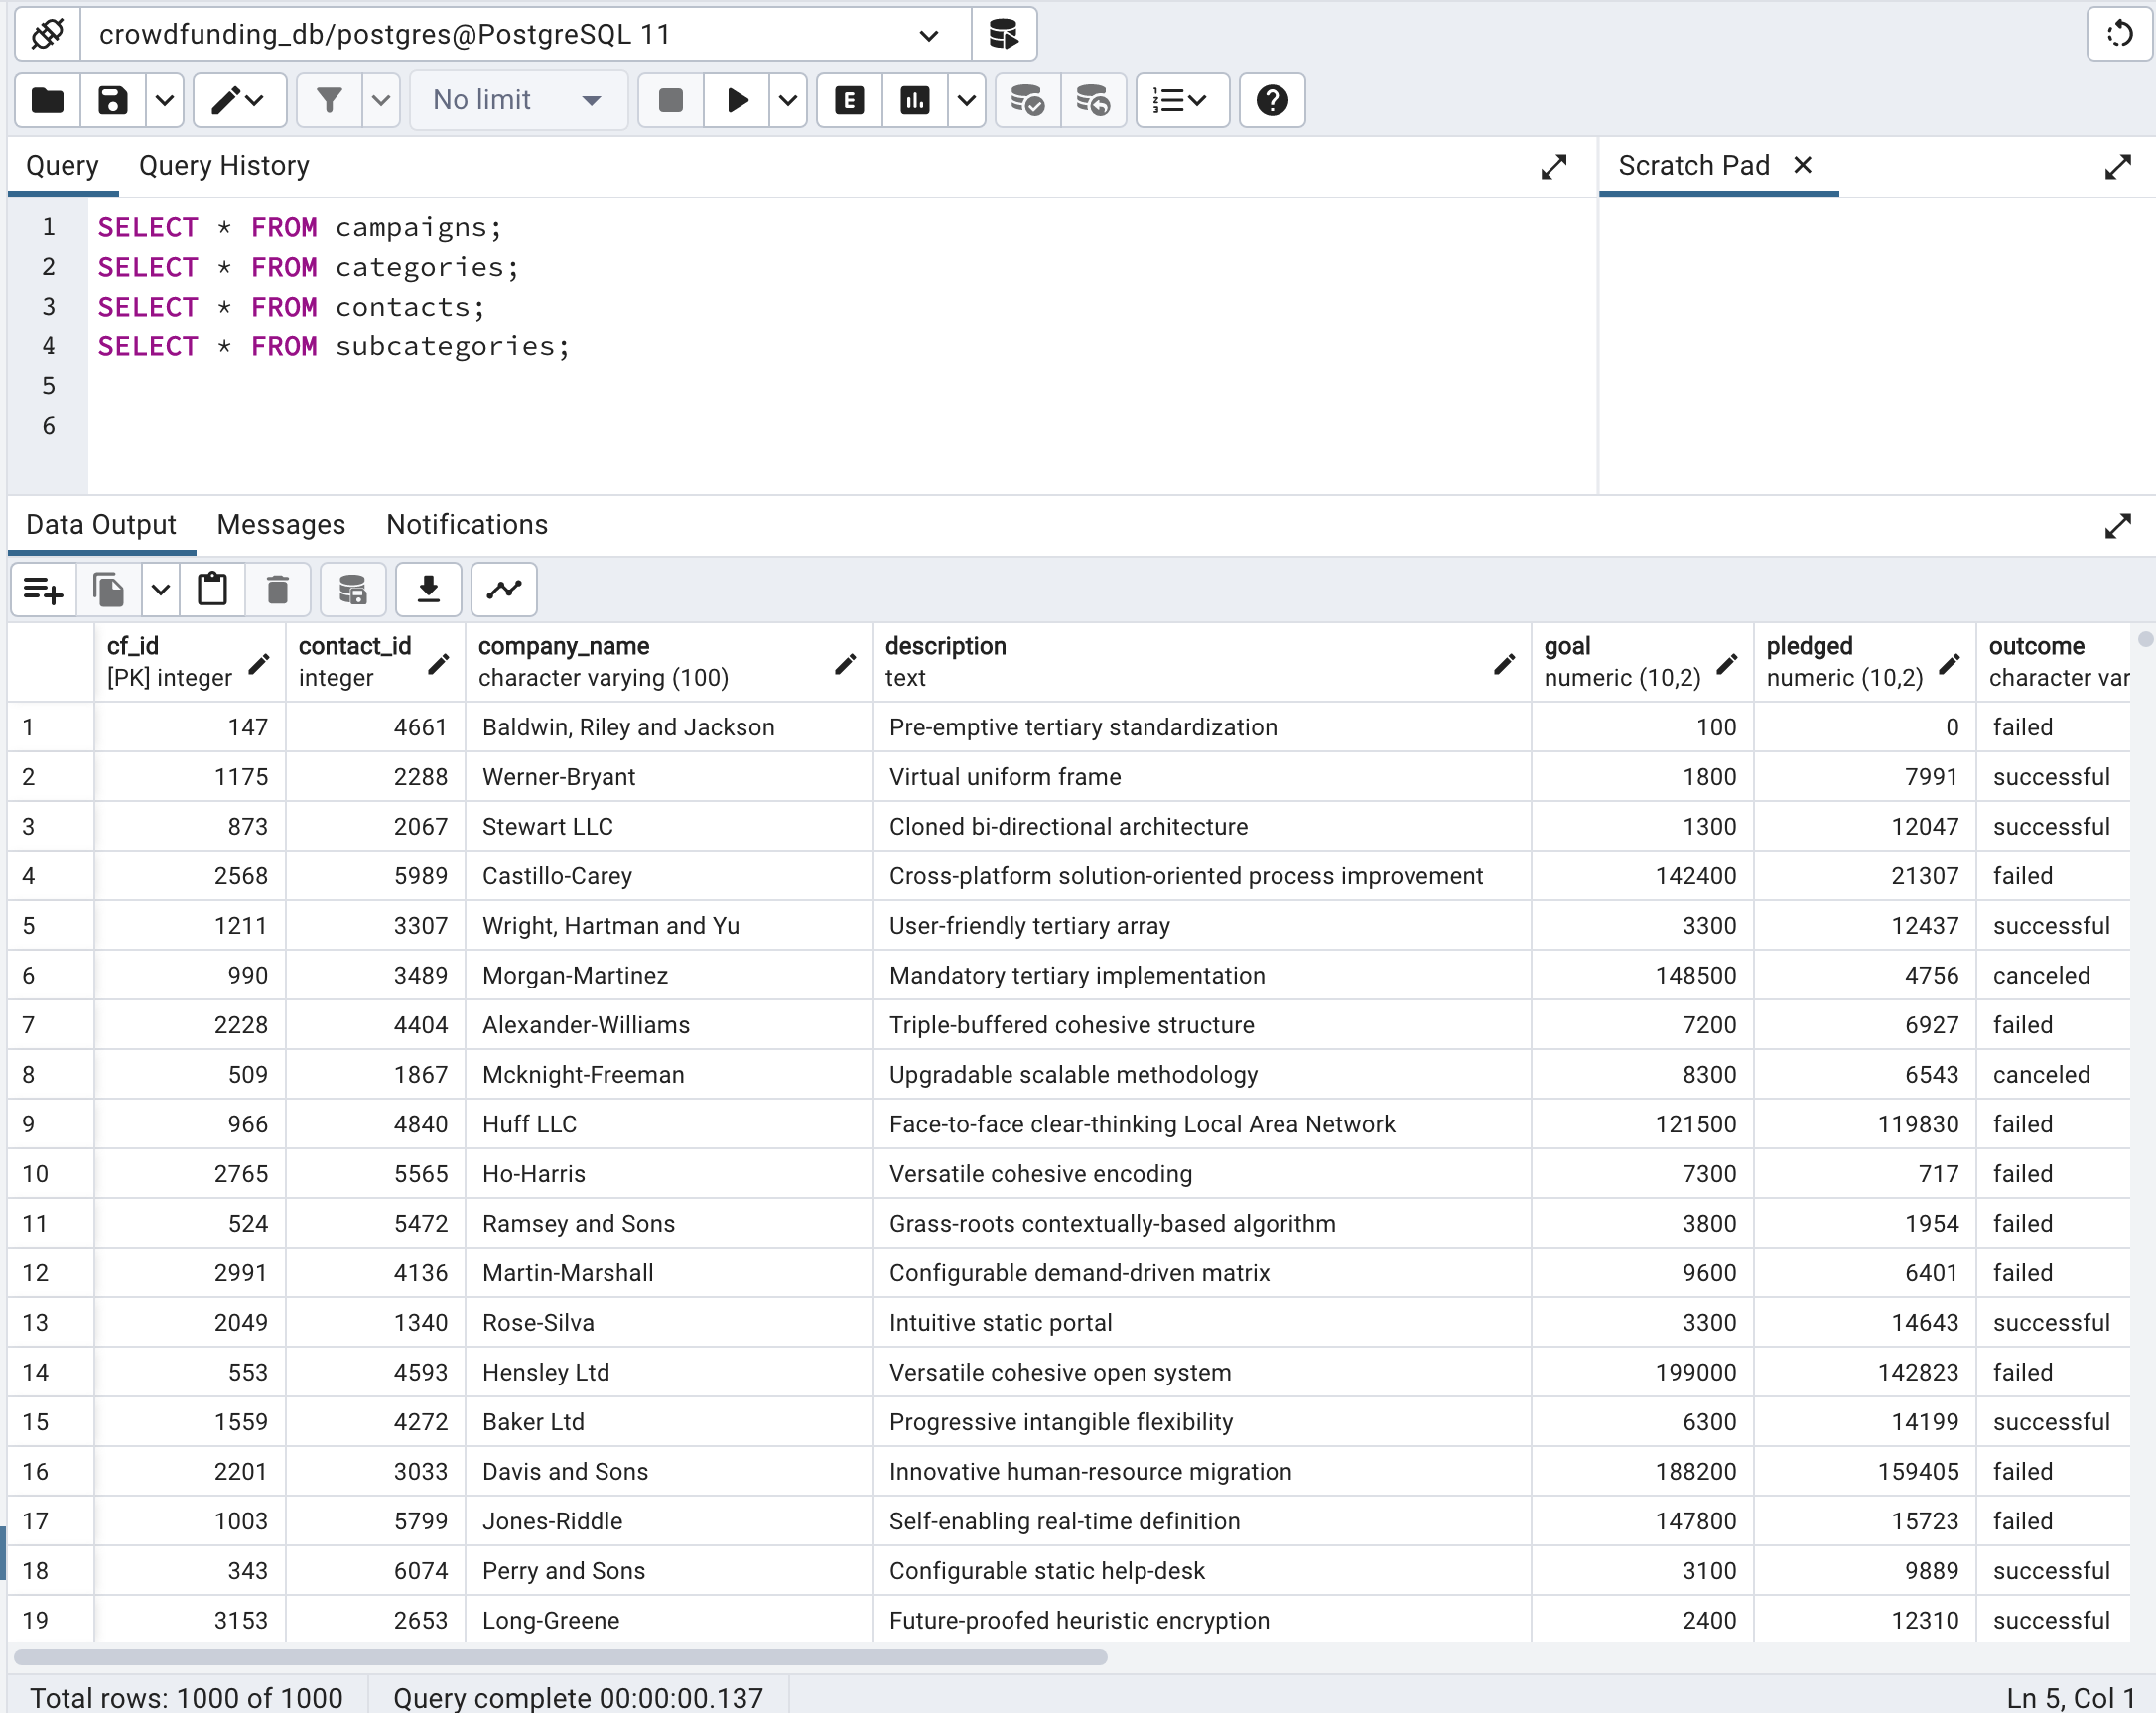 crowdfunding_db/postgres@PostgreSQL 11
No limit
E
Query Query History Scratch Pad
1 SELECT * FROM campaigns;
2 SELECT * FROM categories;
3 SELECT * FROM contacts;
4 SELECT * FROM subcategories;
5
6
Data Output Messages Notifications
cf_id contact_id company_name description goal pledged outcome
[PK] integer integer character varying (100) text numeric (10,2) numeric (10,2) character var
1 147 4661 Baldwin, Riley and Jackson Pre-emptive tertiary standardization 100 0 failed
2 1175 2288 Werner-Bryant Virtual uniform frame 1800 7991 successful
3 873 2067 Stewart LLC Cloned bi-directional architecture 1300 12047 successful
4 2568 5989 Castillo-Carey Cross-platform solution-oriented process improvement 142400 21307 failed
5 1211 3307 Wright, Hartman and Yu User-friendly tertiary array 3300 12437 successful
6 990 3489 Morgan-Martinez Mandatory tertiary implementation 148500 4756 canceled
7 2228 4404 Alexander-Williams Triple-buffered cohesive structure 7200 6927 failed
8 509 1867 Mcknight-Freeman Upgradable scalable methodology 8300 6543 canceled
9 966 4840 Huff LLC Face-to-face clear-thinking Local Area Network 121500 119830 failed
10 2765 5565 Ho-Harris Versatile cohesive encoding 7300 717 failed
11 524 5472 Ramsey and Sons Grass-roots contextually-based algorithm 3800 1954 failed
12 2991 4136 Martin-Marshall Configurable demand-driven matrix 9600 6401 failed
13 2049 1340 Rose-Silva Intuitive static portal 3300 14643 successful
14 553 4593 Hensley Ltd Versatile cohesive open system 199000 142823 failed
15 1559 4272 Baker Ltd Progressive intangible flexibility 6300 14199 successful
16 2201 3033 Davis and Sons Innovative human-resource migration 188200 159405 failed
17 1003 5799 Jones-Riddle Self-enabling real-time definition 147800 15723 failed
18 343 6074 Perry and Sons Configurable static help-desk 3100 9889 successful
19 3153 2653 Long-Greene Future-proofed heuristic encryption 2400 12310 successful
Total rows: 1000 of 1000 Query complete 00:00:00.137 Ln 5, Col 1